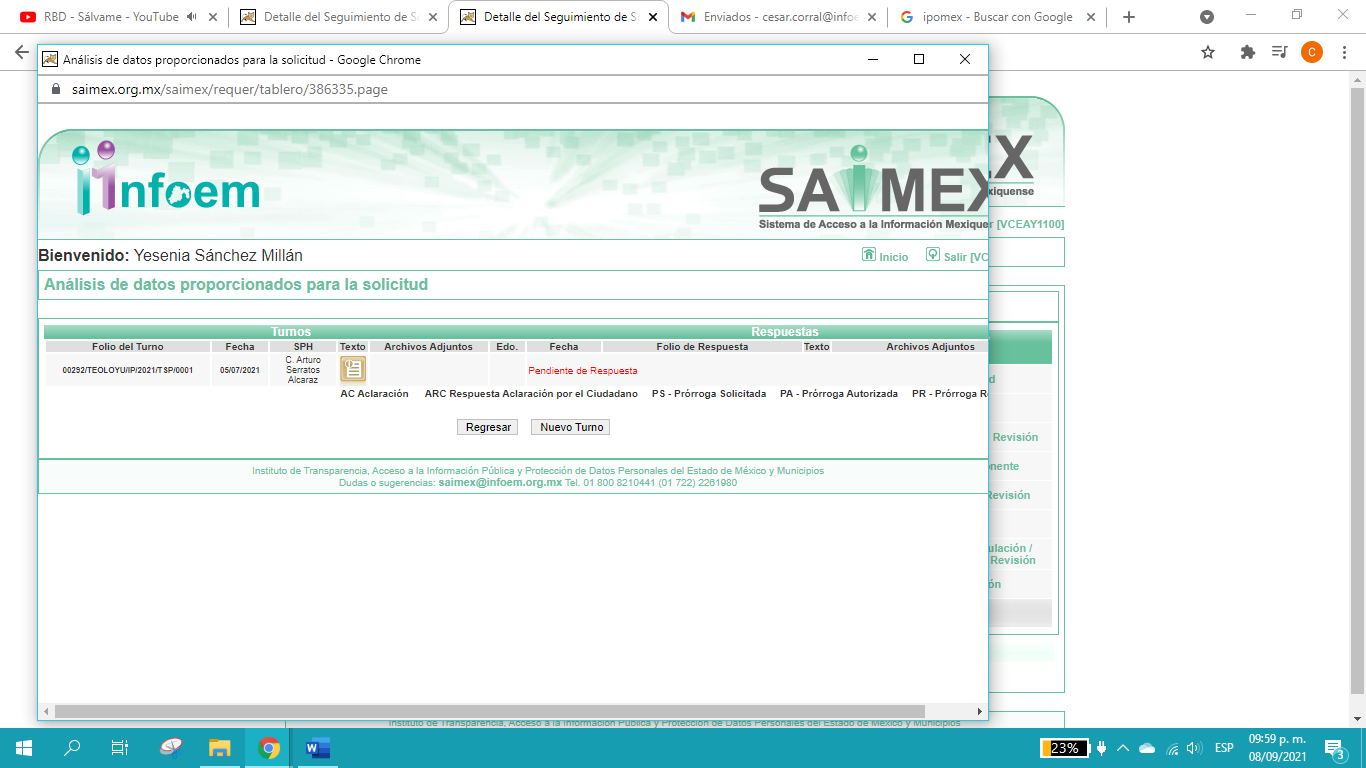 RBD - Sálvame - YouTube
Detalle del Seguimiento de S
Detalle del Seguimiento de S
Enviados - cesar.corral@infoe
ipomex - Buscar con Google
C
Análisis de datos proporcionados para la solicitud - Google Chrome
saimex.org.mx/saimex/requer/tablero/386335.page
infoem
SAIMEX
X
Sistema de Acceso a la Información Mexiquer
xiquense
[VCEAY1100]
Bienvenido: Yesenia Sánchez Millán
Inicio
Salir [VC
Análisis de datos proporcionados para la solicitud
Turnos
Respuestas
Folio del Turno
Fecha
SPH
Texto
Archivos Adjuntos
Edo.
Fecha
Folio de Respuesta
Texto
Archivos Adjuntos
00292/TEOLOYU/IP/2021/TSP/0001
05/07/2021
C. Arturo
Serratos
Alcaraz
Pendiente de Respuesta
AC Aclaración
ARC Respuesta Aclaración por el Ciudadano
PS - Prórroga Solicitada
PA - Prórroga Autorizada
PR - Prórroga R
Regresar
Nuevo Turno
Instituto de Transparencia, Acceso a la Información Pública y Protección de Datos Personales del Estado de México y Municipios
Dudas o sugerencias: saimex@infoem.org.mx Tel. 01 800 8210441 (01 722) 2261980
d
Revisión
onente
Revisión
ulación /
Revisión
ón
Instituto de Transparencia, Acceso a la Información Pública y Protección de Datos Personales del Estado de México y Municipios
23%
ESP
09:59 p. m.
08/09/2021
3